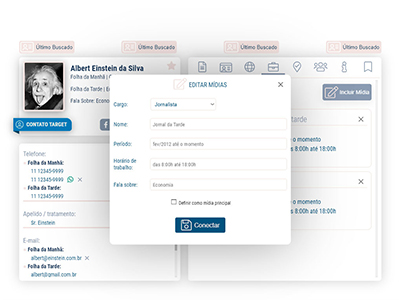 Último Buscado
Último Buscado
Último Buscado
Último Buscado
Albert Einstein da Silva
Folha da Manhã |
Folha da Tarde | E
Fala Sobre: Econo
CONTATO TARGET
Telefone:
- Folha da Manhã:
11 12345-9999
11 12345-9999
- Folha da Tarde:
11 12345-9999
Apelido / tratamento:
Sr. Einstein
E-mail:
- Folha da Manhã:
albert@einstein.com.br
- Folha da Tarde:
albert@gmail.com.br
EDITAR MÍDIAS
Cargo:
Jornalista
Nome:
Jornal da Tarde
Período:
fev/2012 até o momento
Horário de
trabalho:
das 8:00h até 18:00h
Fala sobre:
Economia
Definir como mídia principal
Conectar
Incluir Mídia
tarde
o momento
8:00h até 18:00h
o momento
8:00h até 18:00h